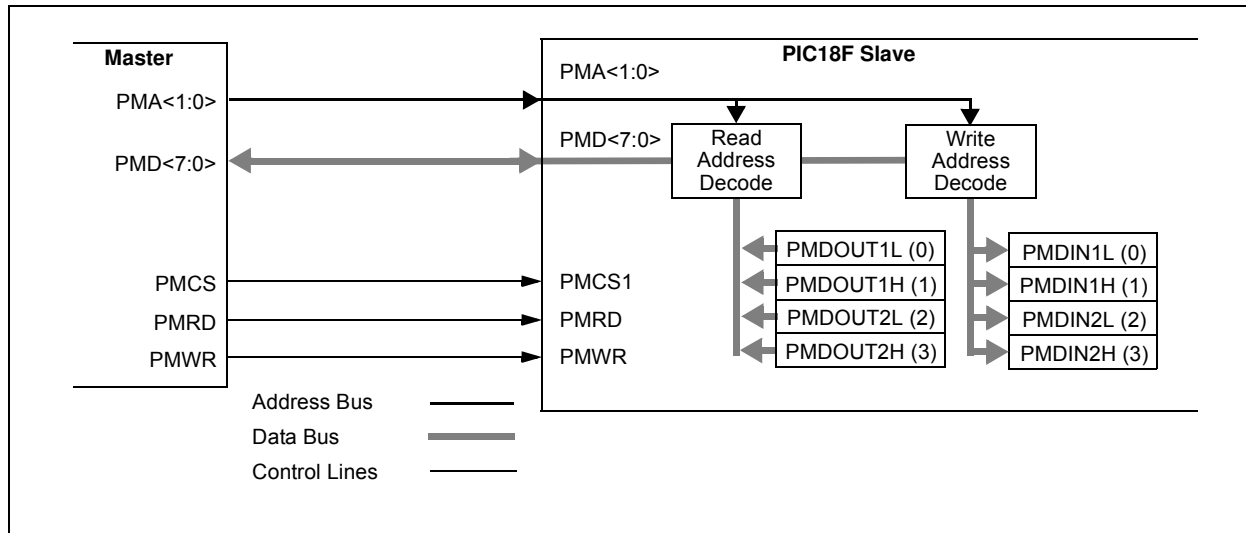 Master
PIC18F Slave
PMA<1:0>
PMA<1:0>
PMD<7:0>
PMD<7:0>
Read
Address
Decode
Write
Address
Decode
PMDOUT1L (0)
PMDOUT1H (1)
PMDOUT2L (2)
PMDOUT2H (3)
PMDIN1L (0)
PMDIN1H (1)
PMDIN2L (2)
PMDIN2H (3)
PMCS
PMCS1
PMRD
PMRD
PMWR
PMWR
Address Bus
Data Bus
Control Lines